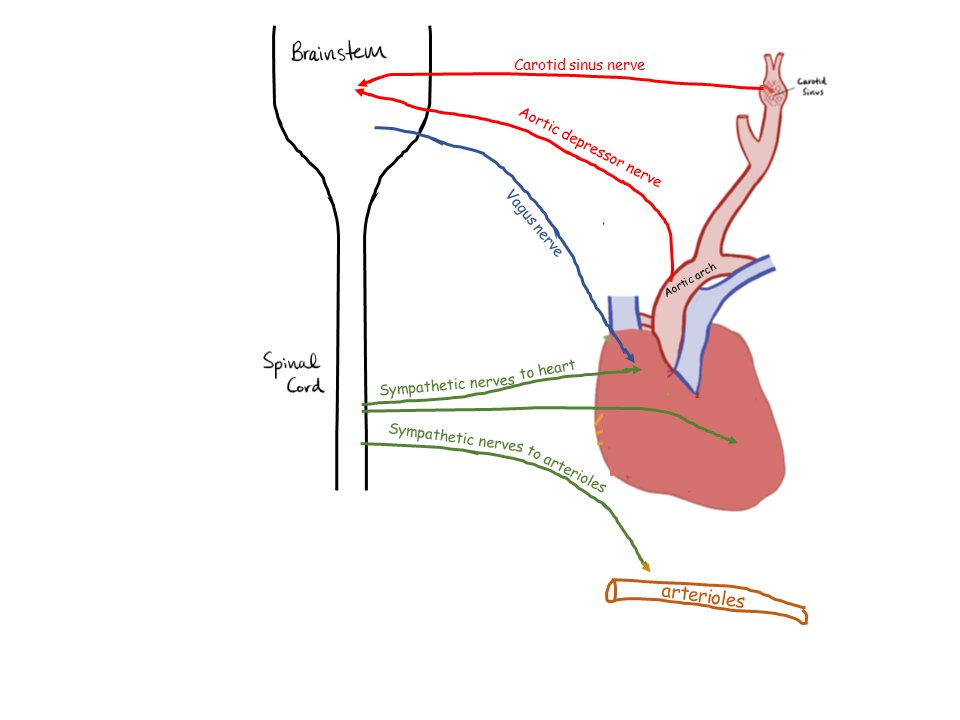 Brainstem
Carotid sinus nerve
Carotid
Sinus
Aortic depressor nerve
Vagus nerve
Aortic arch
Spinal
Cord
Sympathetic nerves to heart
Sympathetic nerves to arterioles
arterioles